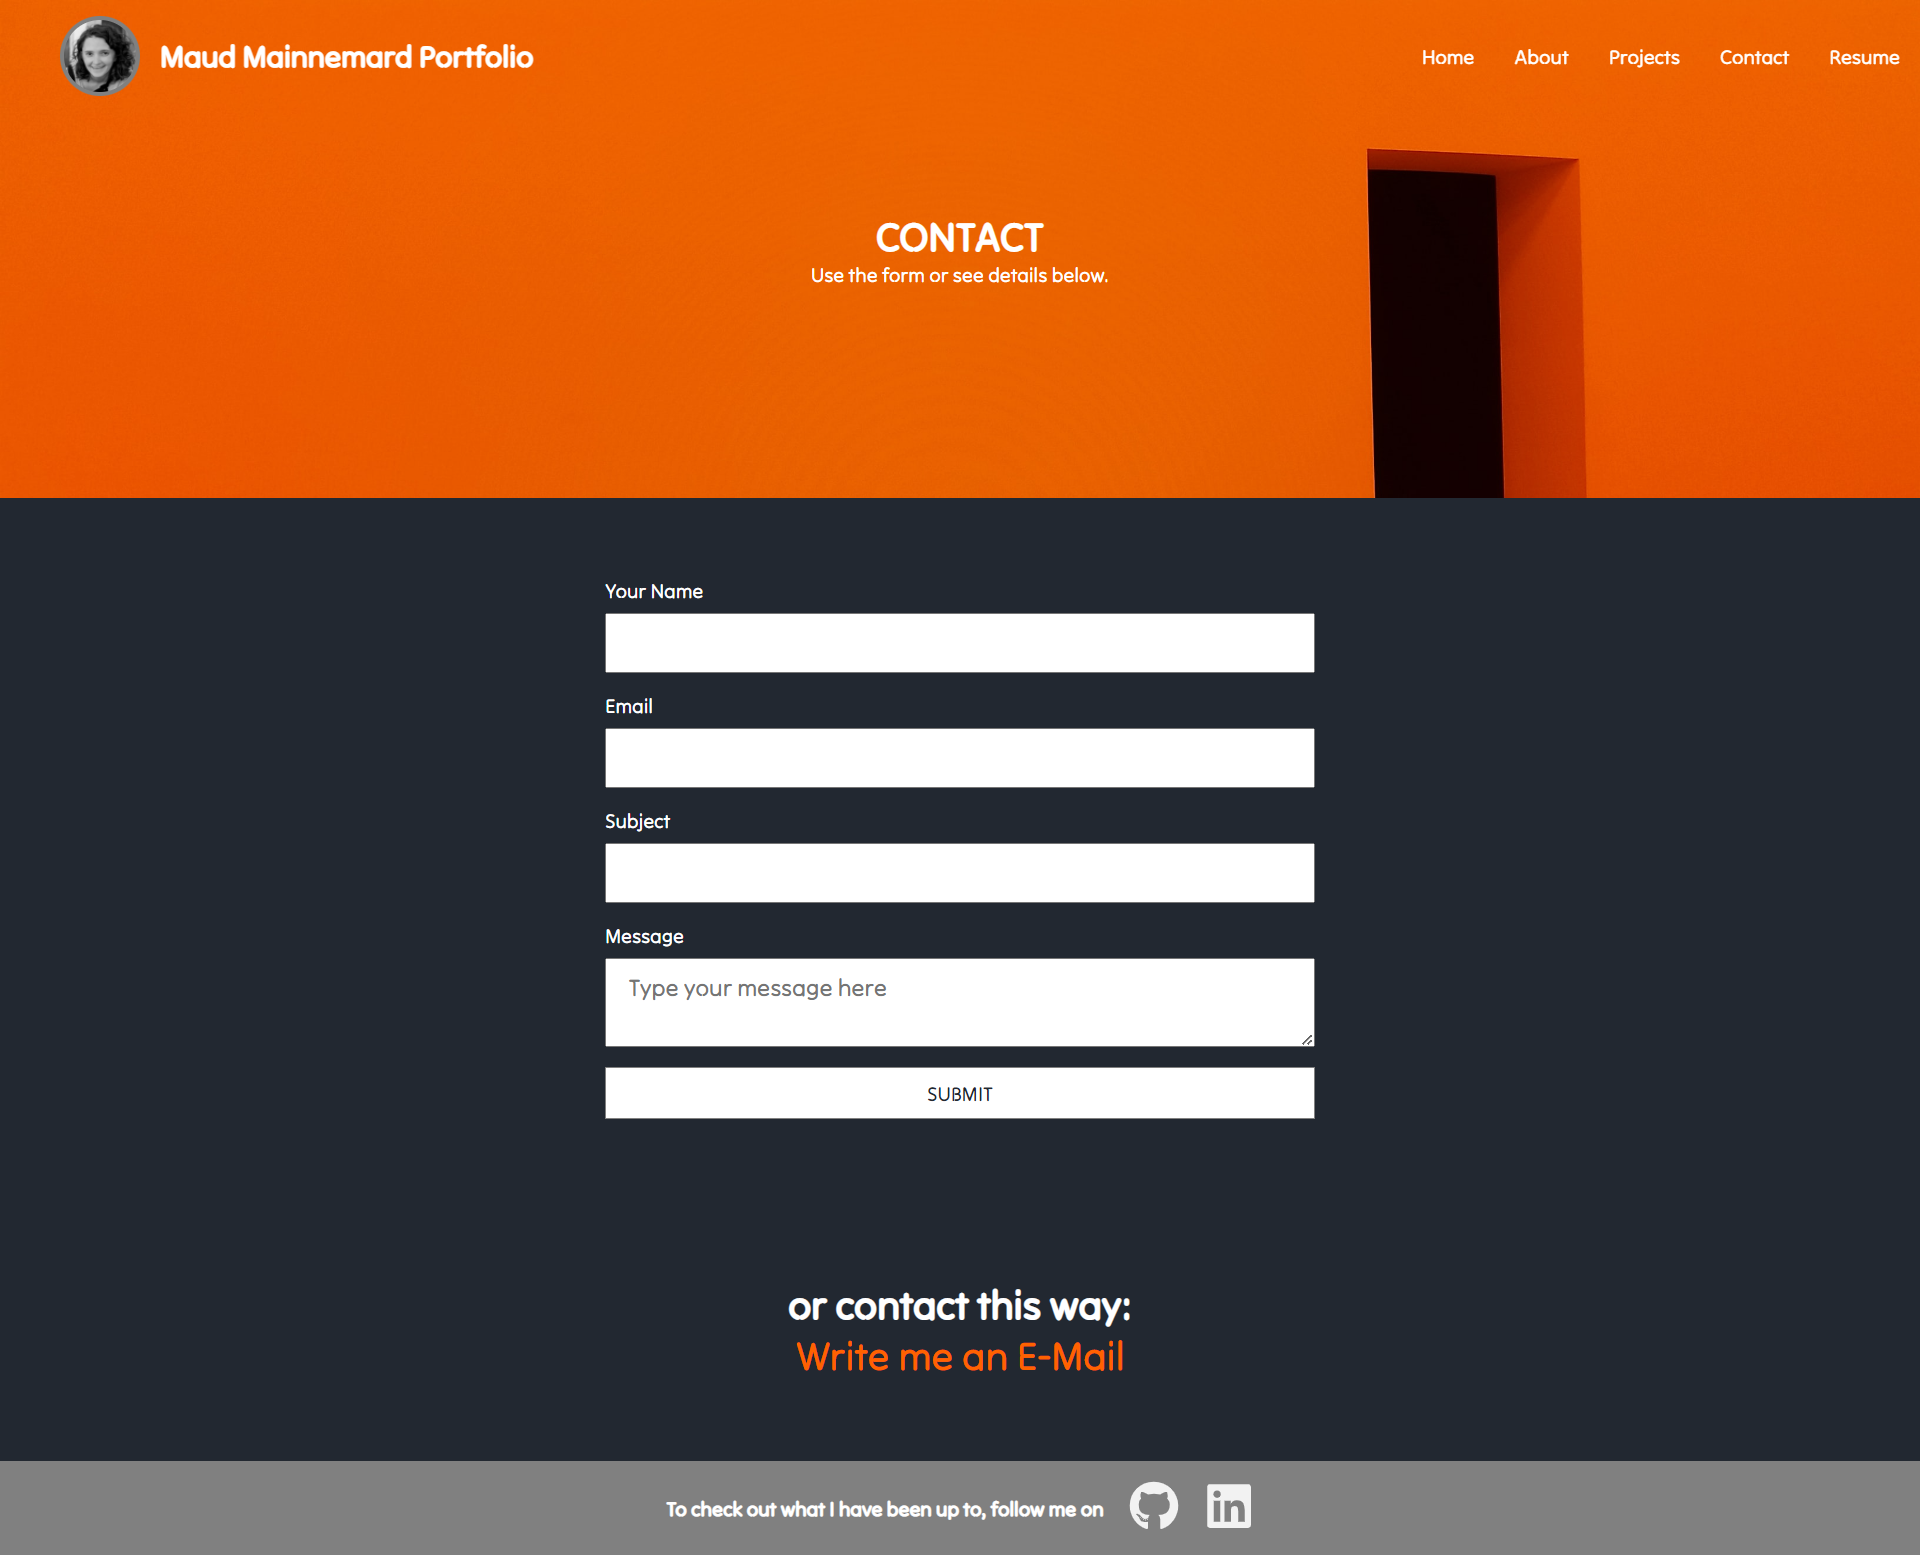 Maud Mainnemard Portfolio
Home About Projects Contact Resume
CONTACT
Use the form or see details below.
Your Name
Email
Subject
Message
Type your message here
SUBMIT
or contact this way:
Write me an E-Mail
To check out what I have been up to, follow me on
in